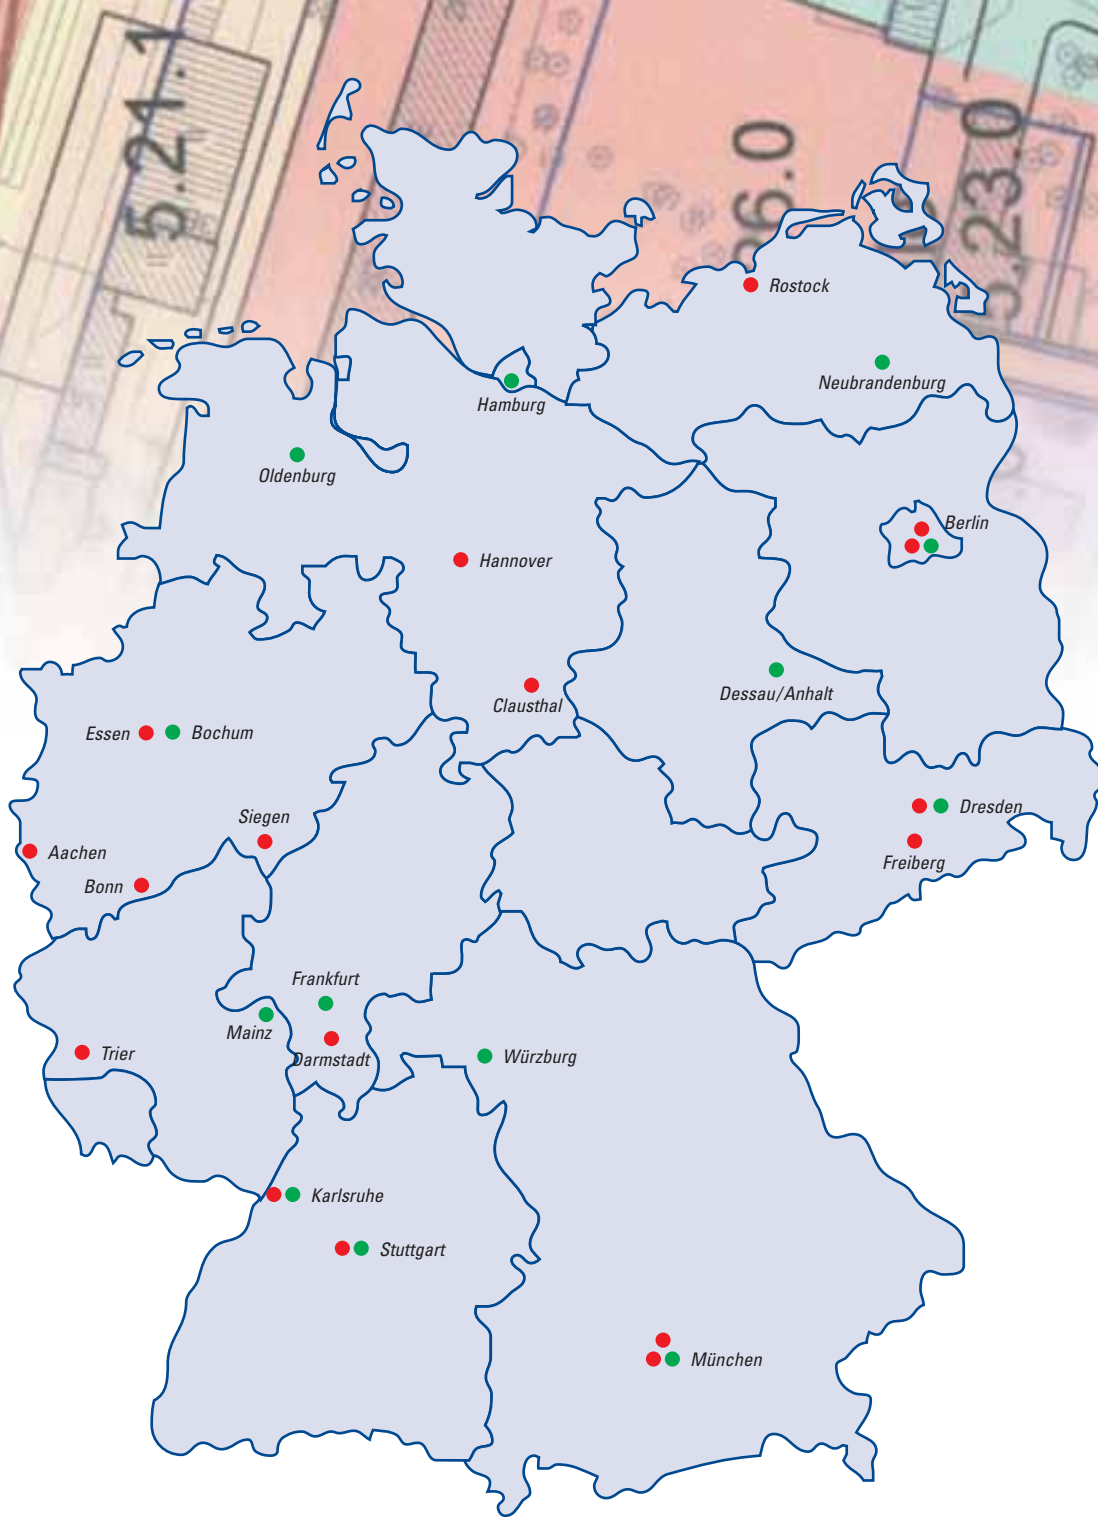 5.21.1
36.0
5.23.0
Rostock
Neubrandenburg
Hamburg
Oldenburg
Berlin
Hannover
Dessau/Anhalt
Clausthal
Essen
Bochum
Dresden
Siegen
Aachen
Freiberg
Bonn
Frankfurt
Mainz
Trier
Darmstadt
Würzburg
Karlsruhe
Stuttgart
München